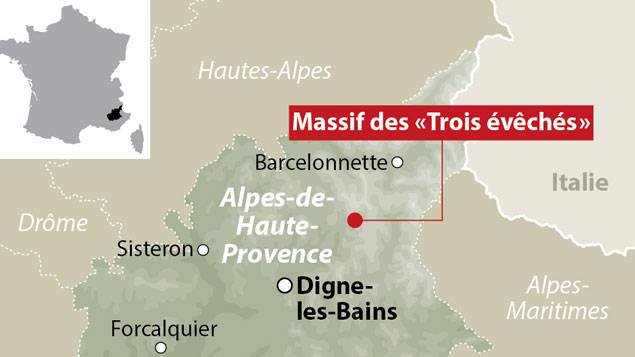 Hautes-Alpes
Massif des «Trois évêchés»
Barcelonnette
Italie
Alpes-de-
Haute-
Provence
Drôme
Sisteron
Digne-
les-Bains
Alpes-
Maritimes
Forcalquier